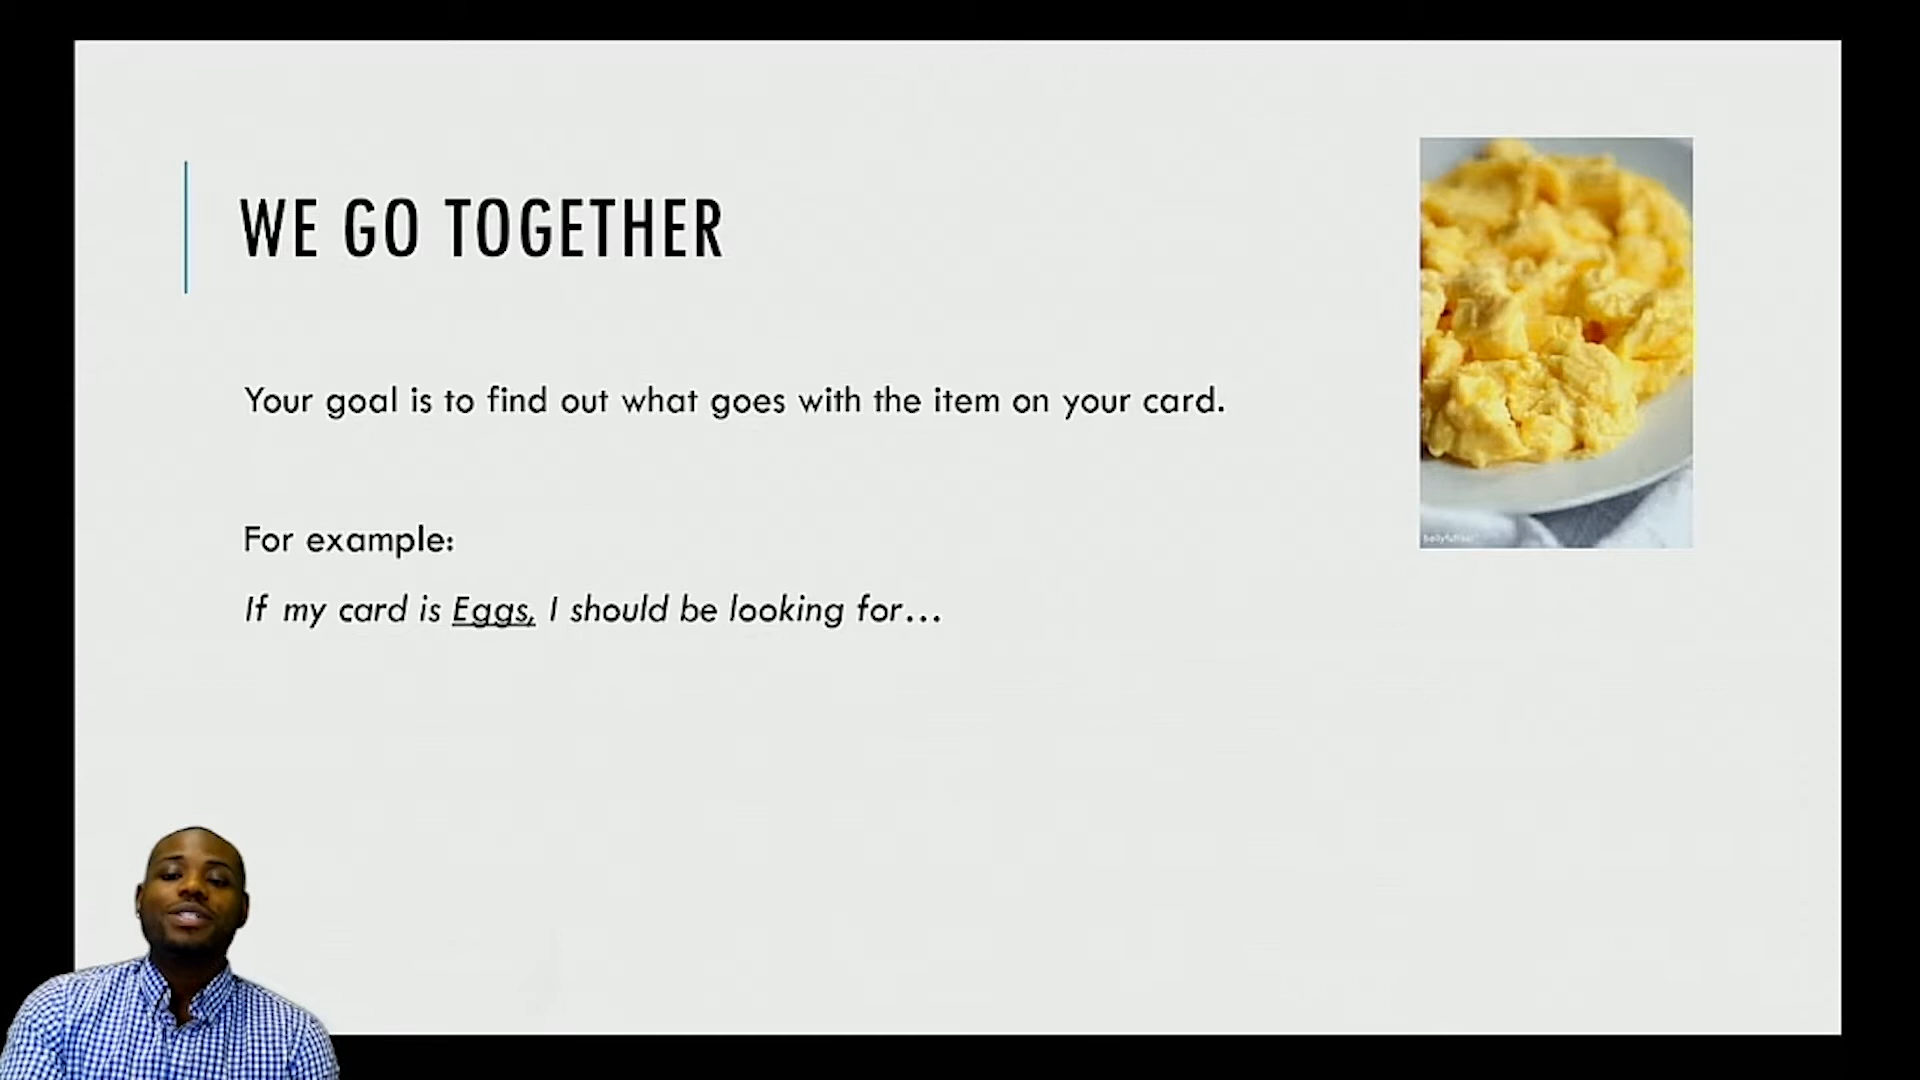 WE GO TOGETHER
Your goal is to find out what goes with the item on your card.
For example:
If my card is Eggs, I should be looking for...